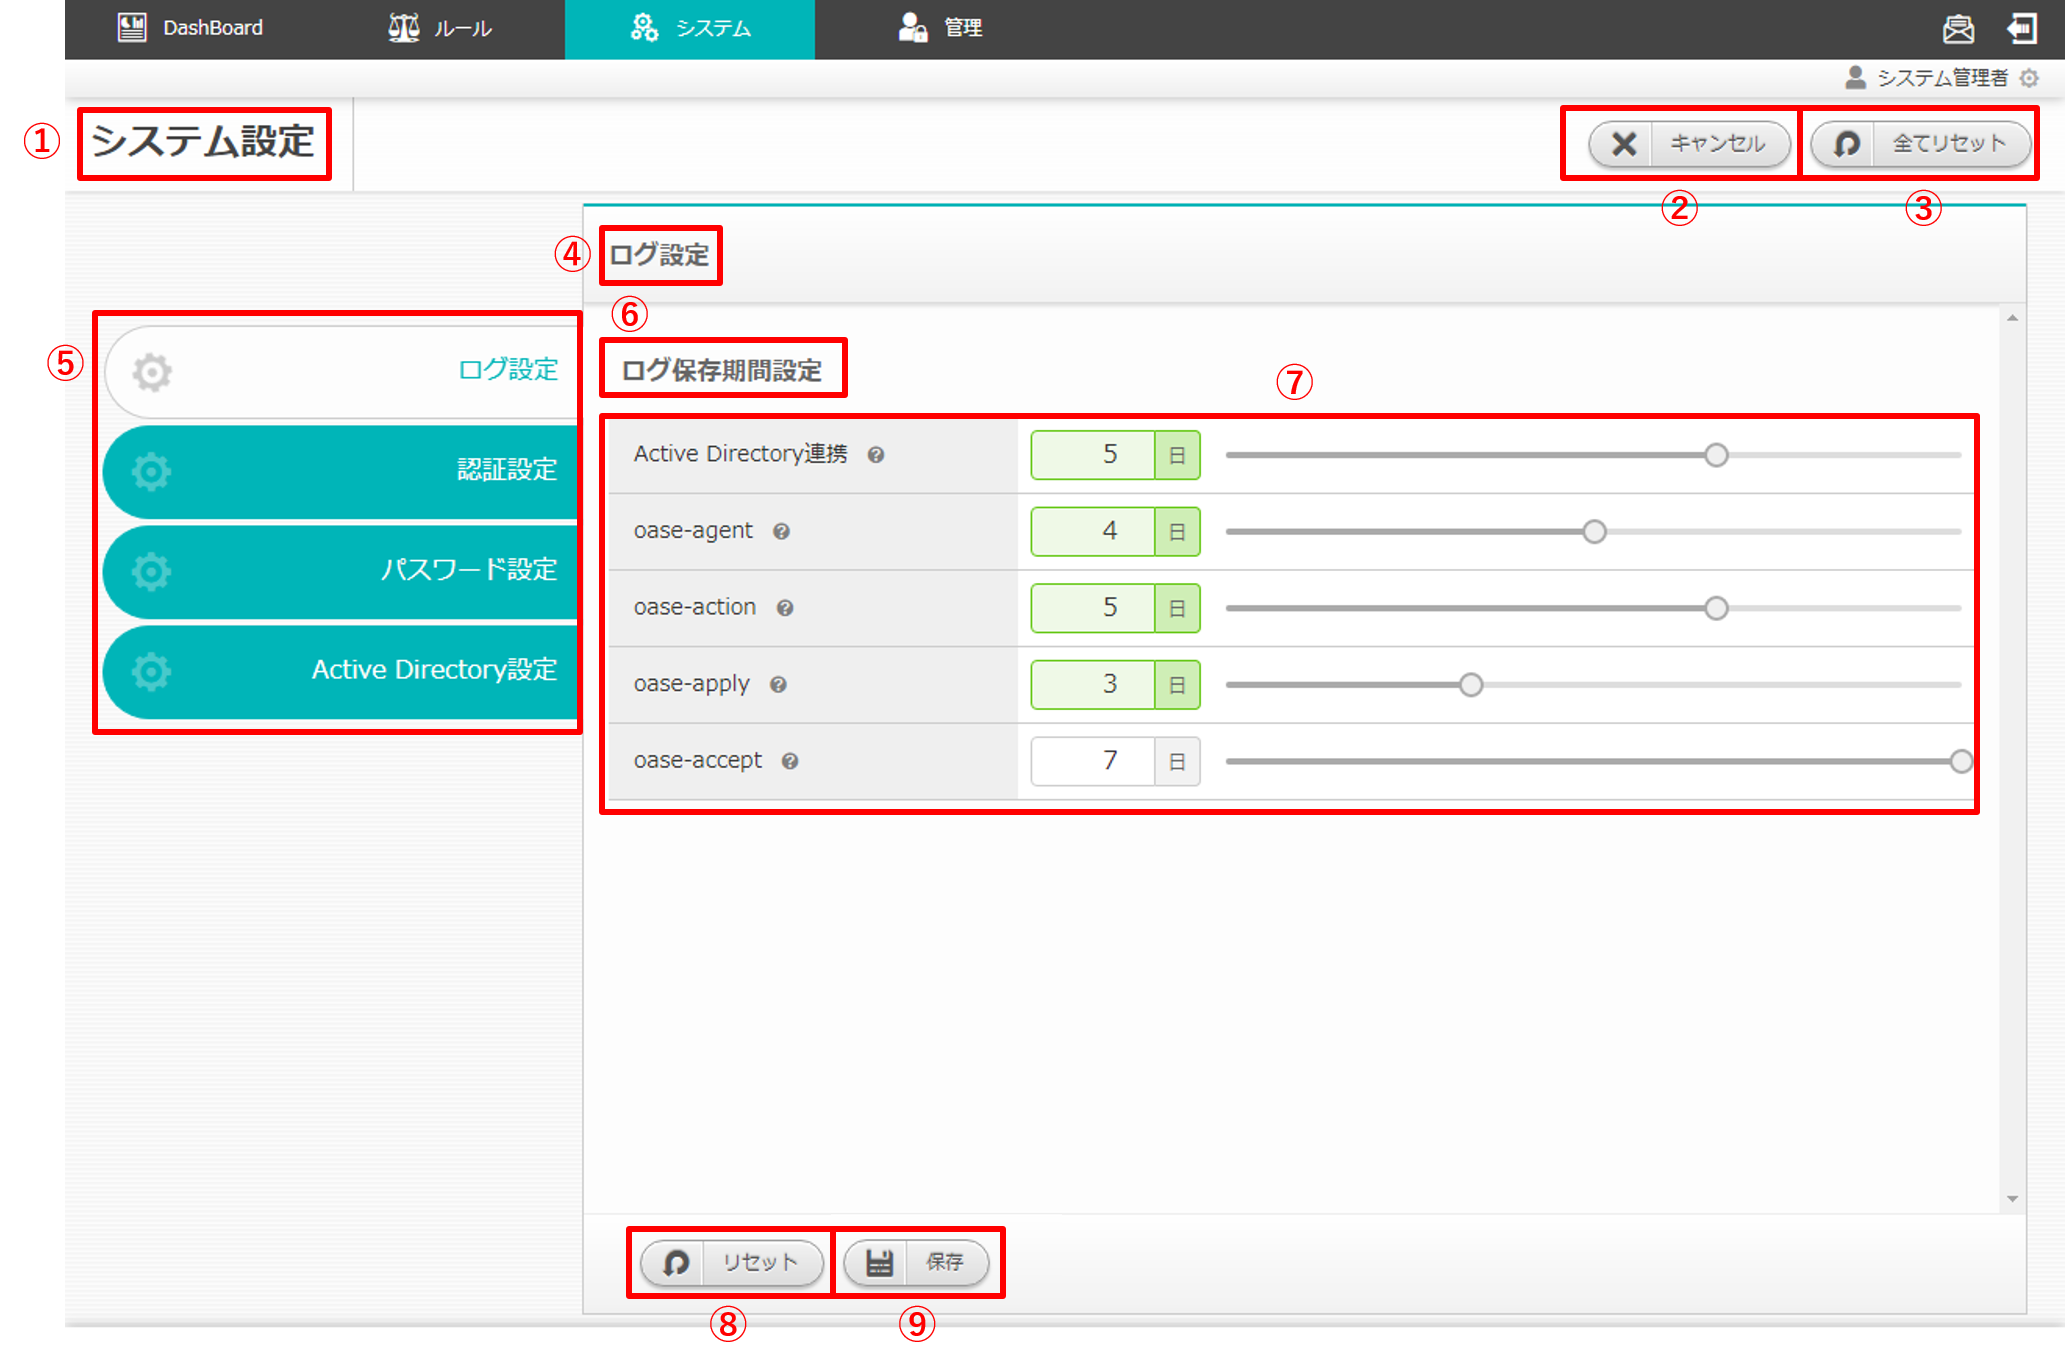 DashBoard ルール システム 管理
システム管理者
① システム設定 キャンセル 全てリセット
② ③
④ ログ設定
⑥
⑤ ログ設定
認証設定
パスワード設定
Active Directory設定
ログ保存期間設定
⑦
Active Directory連携 ? 5 日
oase-agent ? 4 日
oase-action ? 5 日
oase-apply ? 3 日
oase-accept ? 7 日
リセット 保存
⑧ ⑨